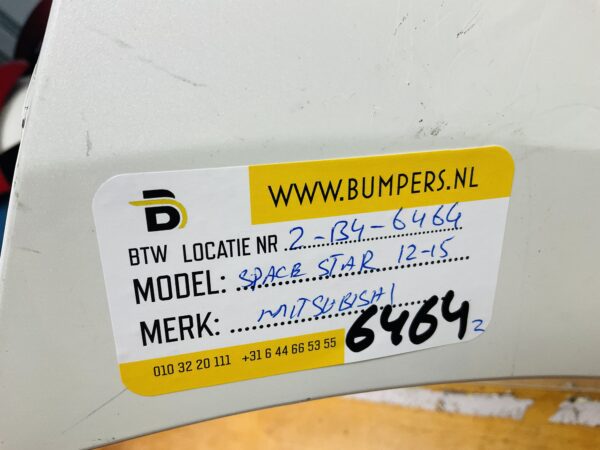 WWW.BUMPERS.NL
B
BTW LOCATIE NR. 2-B4-6464
MODEL: SPACE STAR 12-15
MERK: MITSUBISHI
6464 2
010 32 20 111 +31 6 44 66 53 55